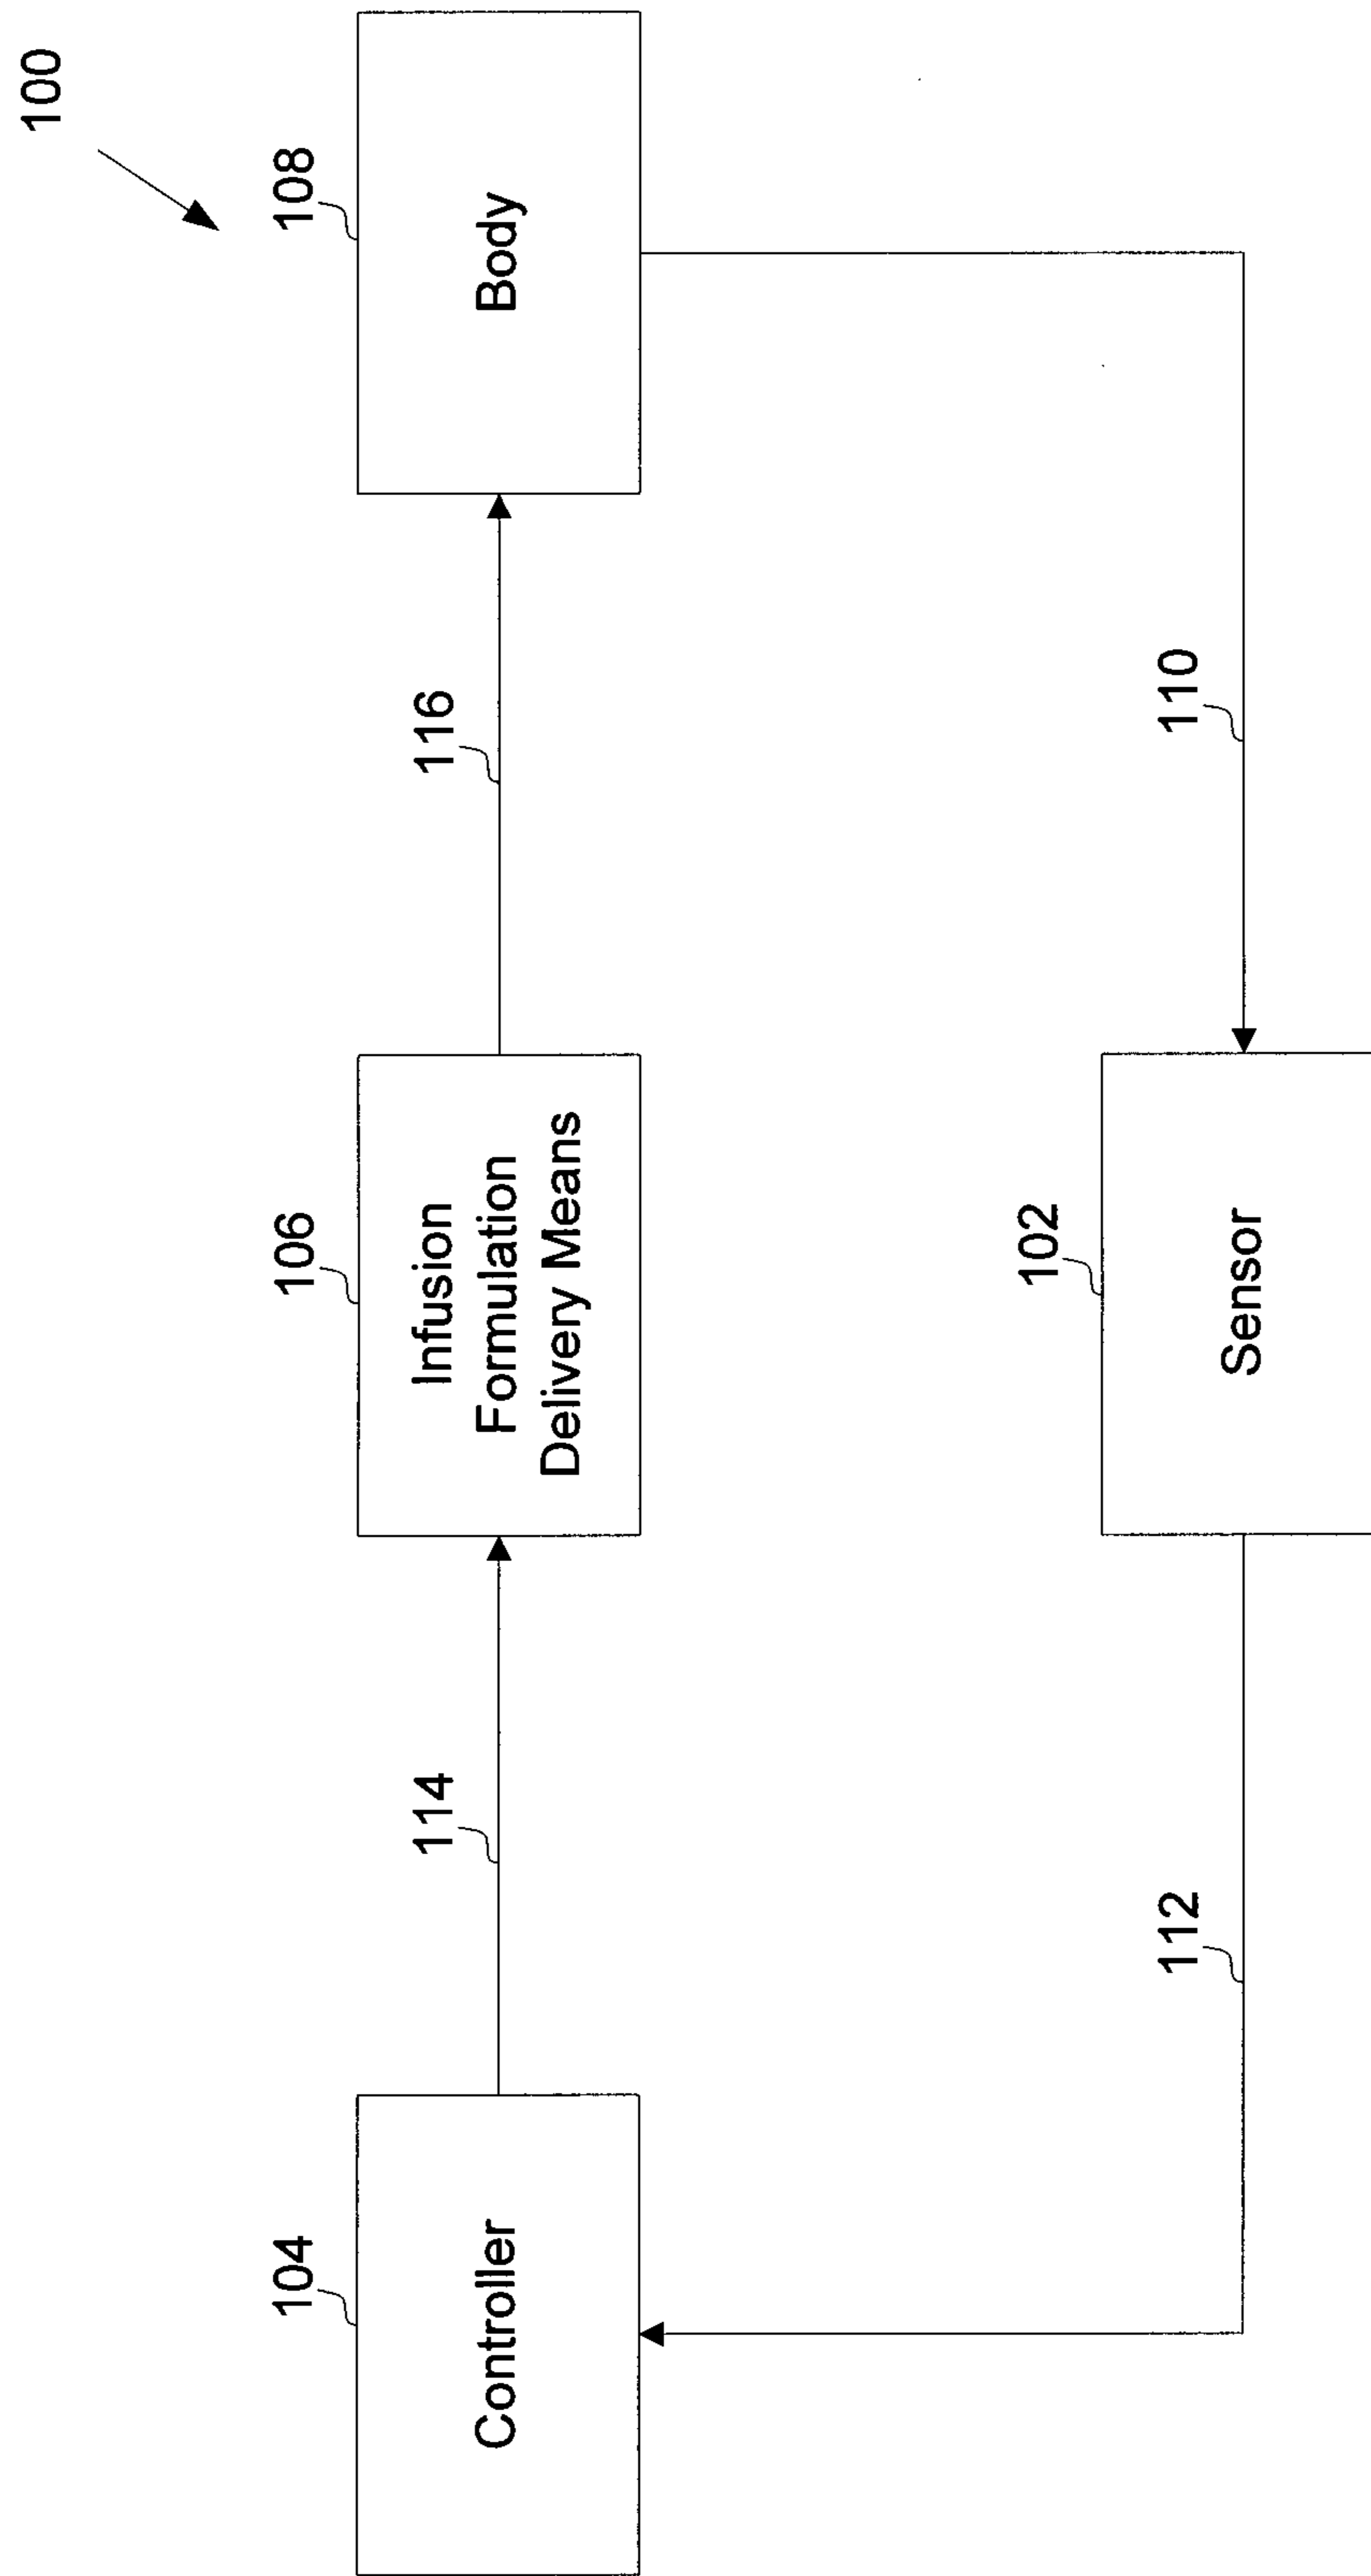 100
104
Controller
114
106
Infusion
Formulation
Delivery Means
116
108
Body
112
102
Sensor
110